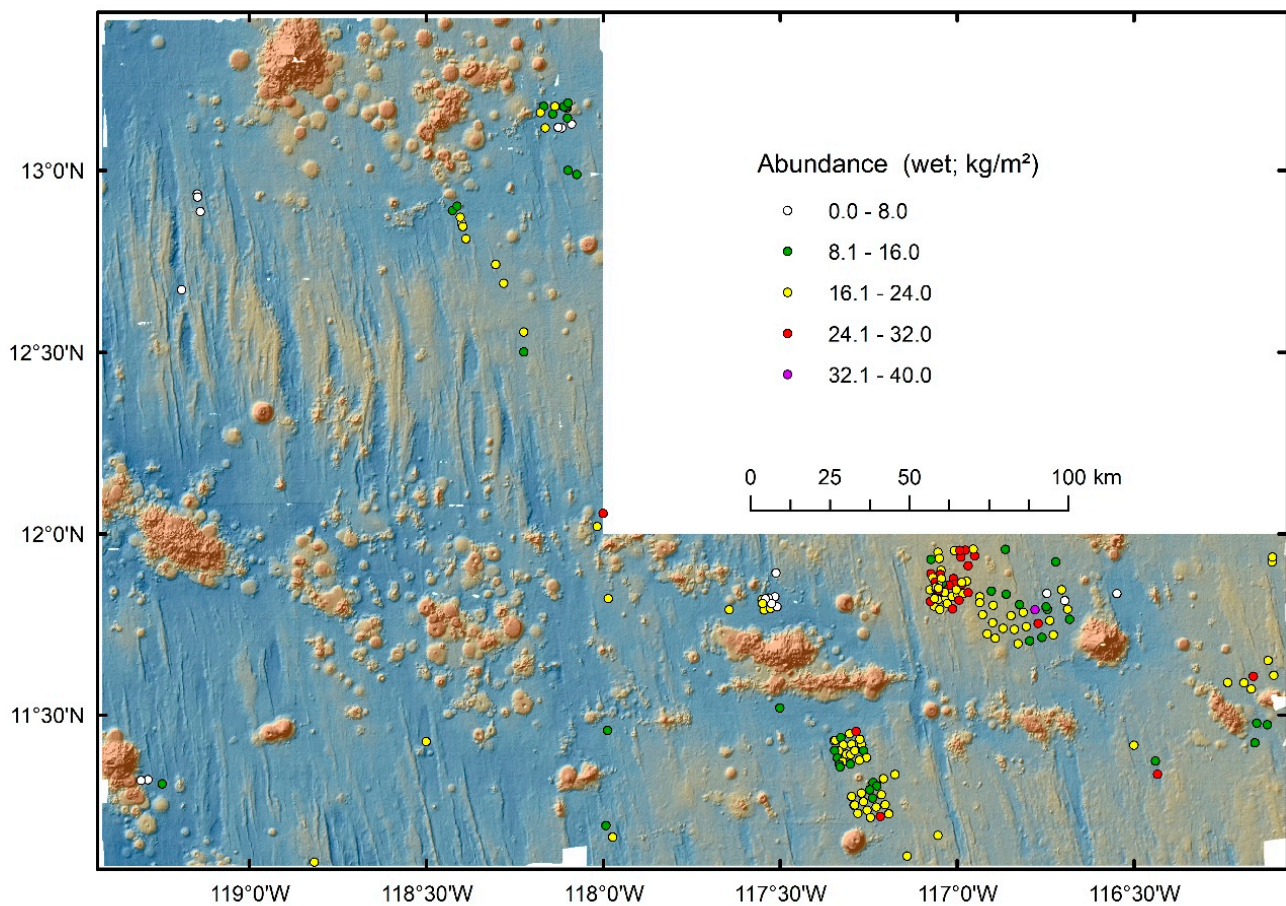 13°0'N
12°30'N
12°0'N
11°30'N
Abundance (wet; kg/m²)
0.0 - 8.0
8.1 - 16.0
16.1 - 24.0
24.1 - 32.0
32.1 - 40.0
0 25 50 100 km
119°0'W 118°30'W 118°0'W 117°30'W 117°0'W 116°30'W